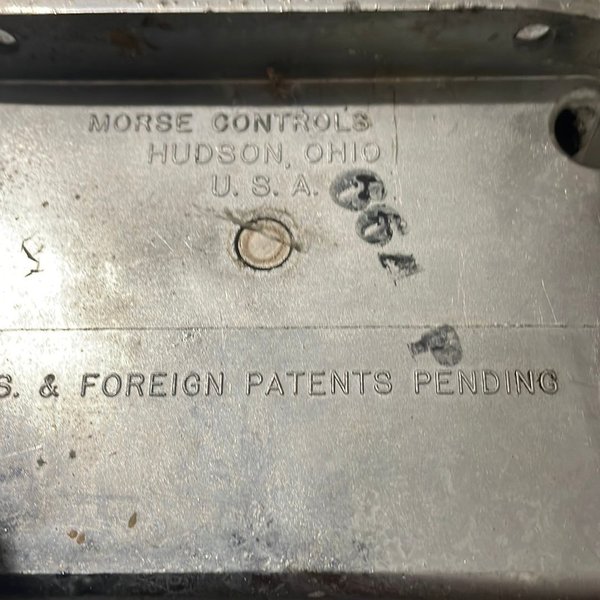 MORSE CONTROLS
HUDSON, OHIO
U. S. A.
S. & FOREIGN PATENTS PENDING